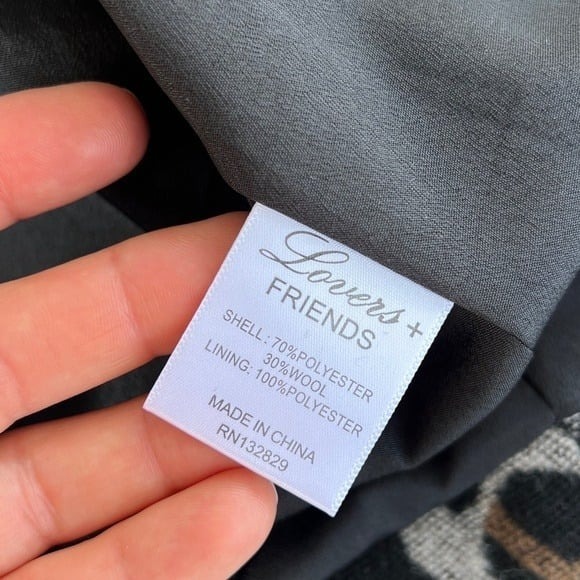 Lovers +
FRIENDS
SHELL: 70%POLYESTER
30%WOOL
LINING: 100%POLYESTER
MADE IN CHINA
RN132829